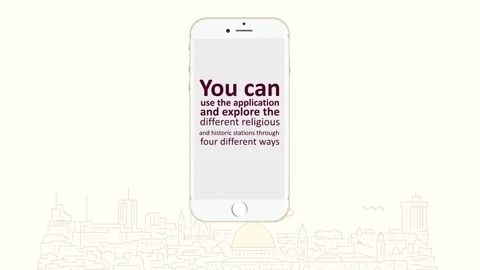 You can
use the application
and explore the
different religious
and historic stations through
four different ways